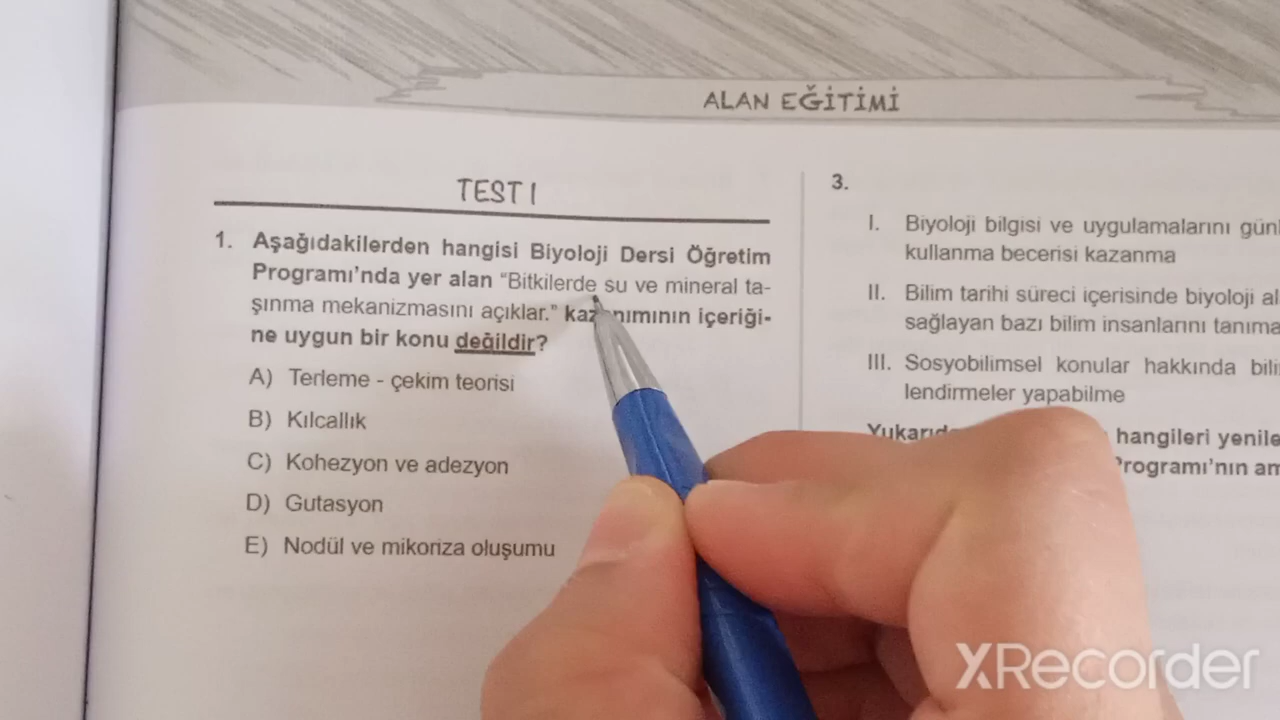 ALAN EĞİTİMİ
TEST 1
1. Aşağıdakilerden hangisi Biyoloji Dersi Öğretim
Programı'nda yer alan "Bitkilerde su ve mineral ta-
şınma mekanizmasını açıklar." kazanımının içeriği-
ne uygun bir konu değildir?
A) Terleme - çekim teorisi
B) Kılcallık
C) Kohezyon ve adezyon
D) Gutasyon
E) Nodül ve mikoriza oluşumu
3.
I. Biyoloji bilgisi ve uygulamalarını
kullanma becerisi kazanma
II. Bilim tarihi süreci içerisinde biyoloji
sağlayan bazı bilim insanlarını
III. Sosyobilimsel konular hakkında
lendirmeler yapabilme
hangileri
XRecorder